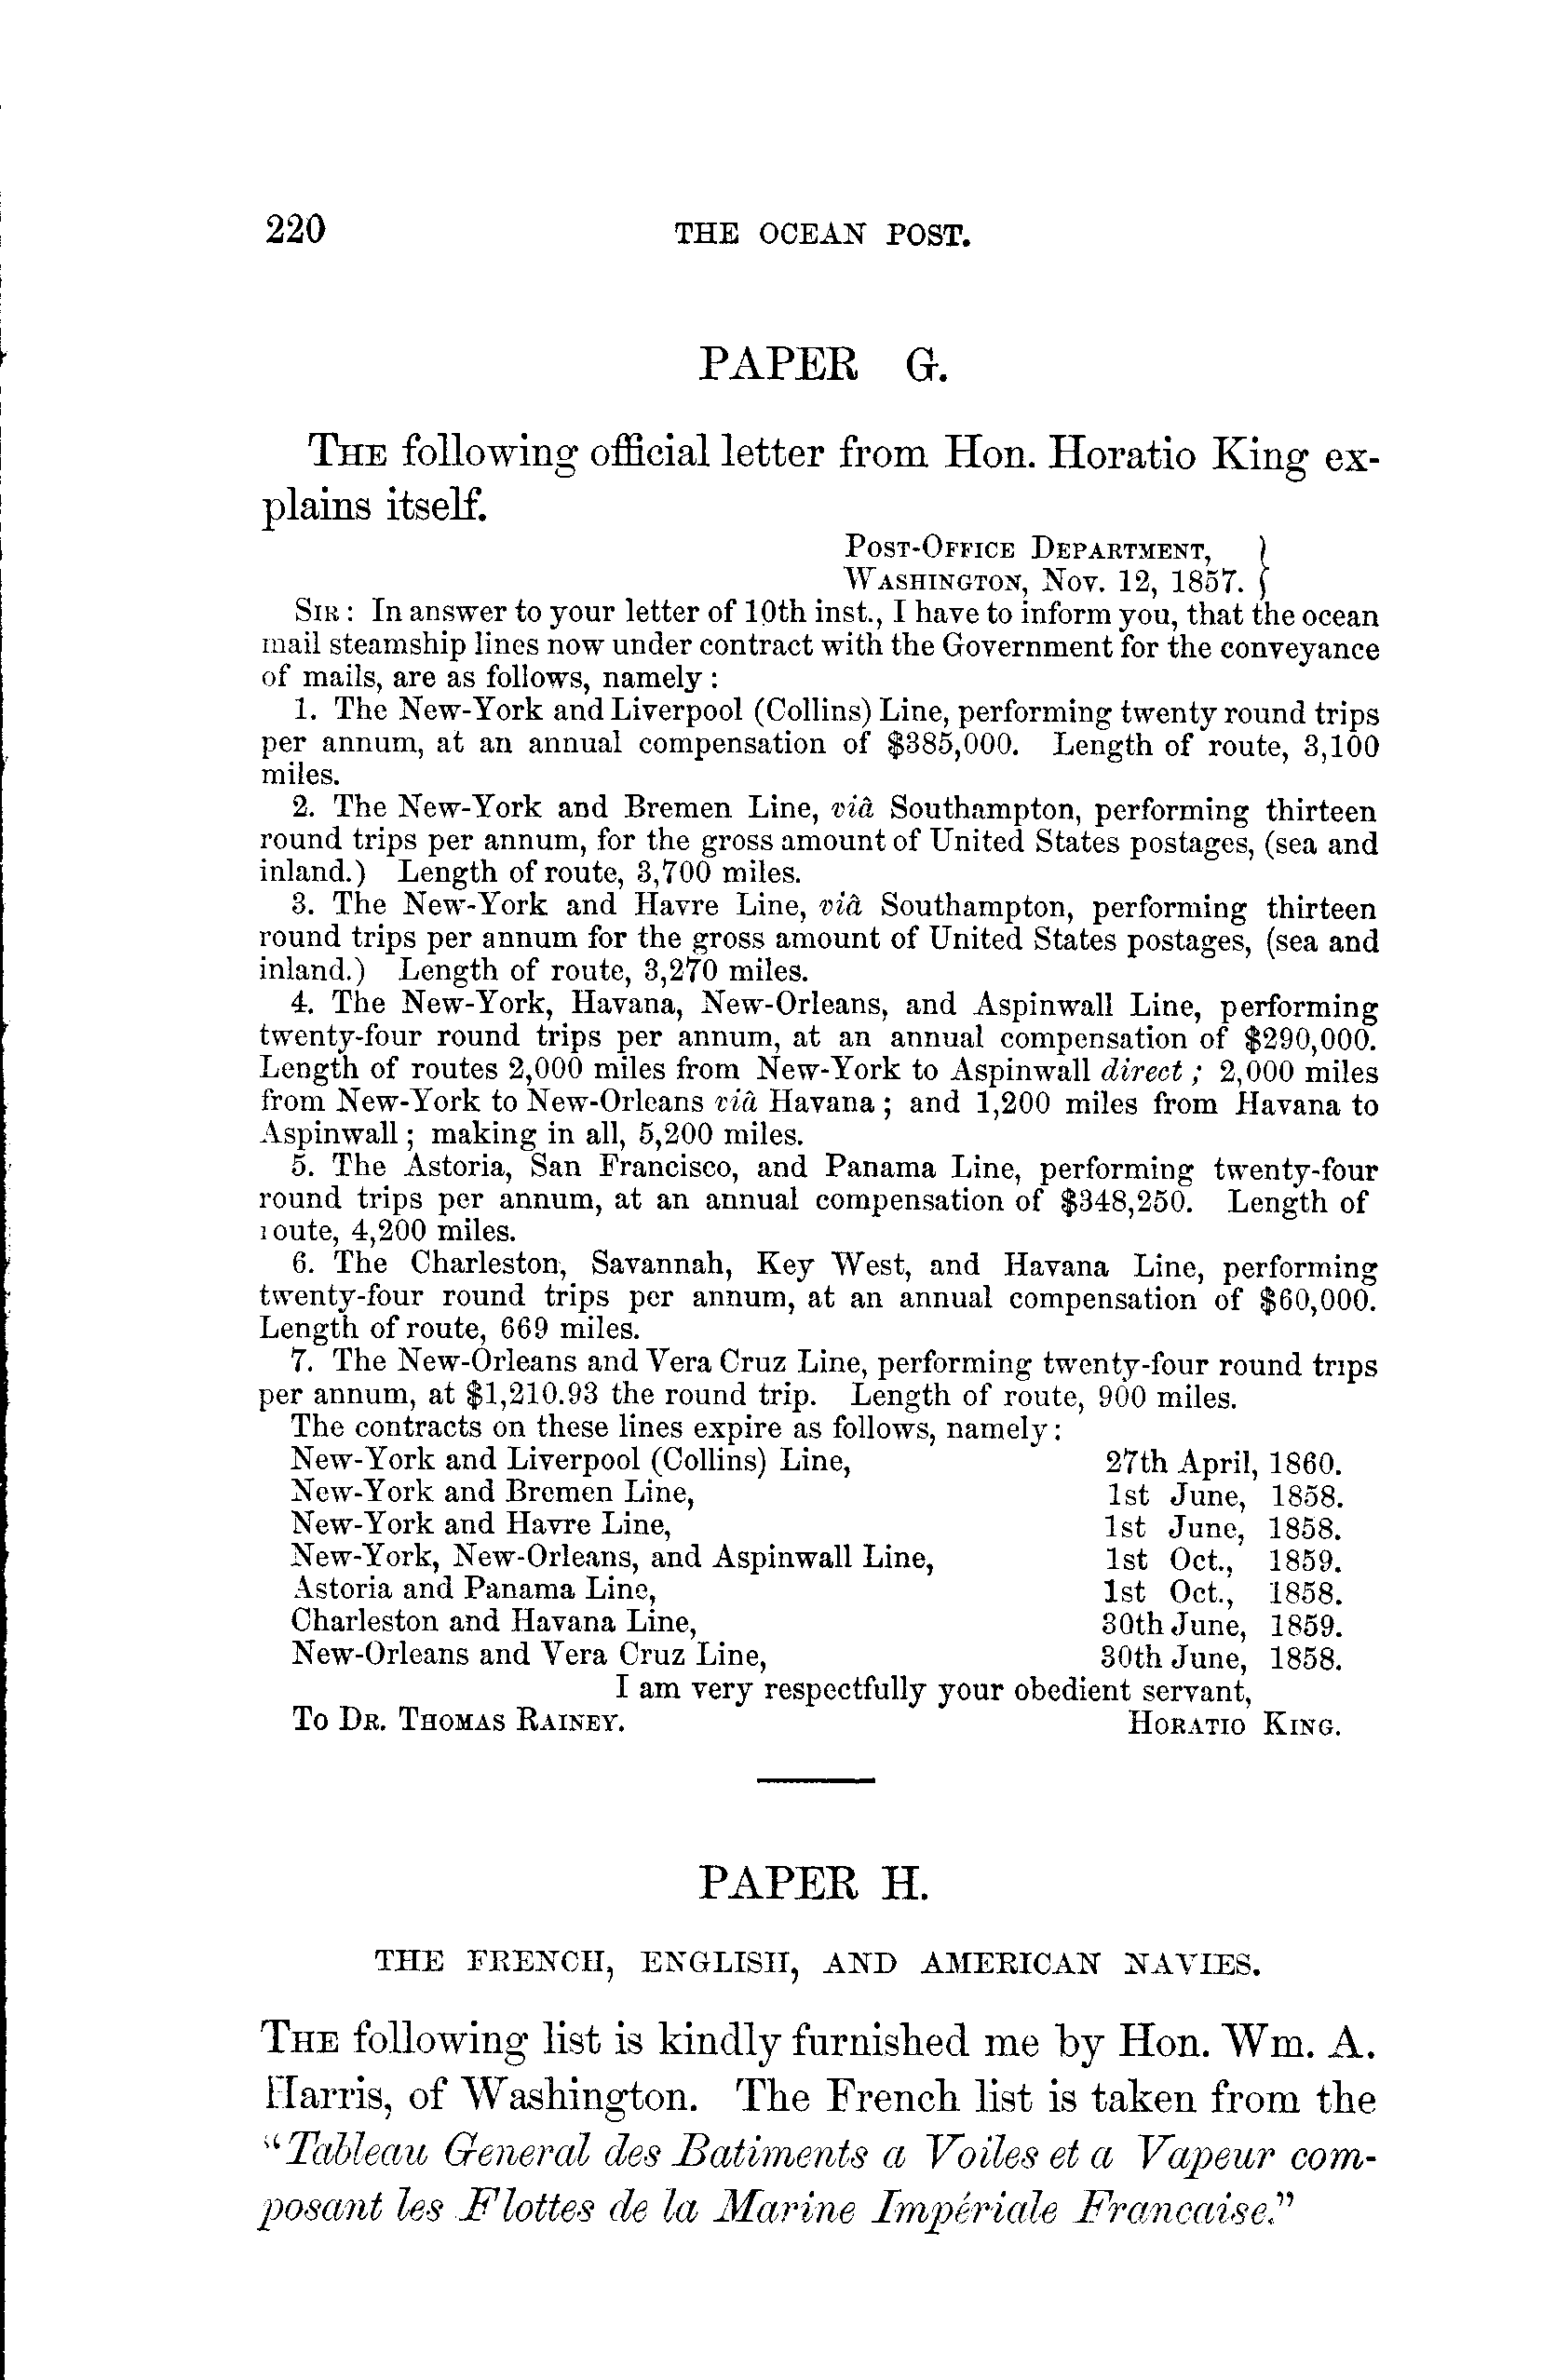 220 THE OCEAN POST.
PAPER G.
THE following official letter from Hon. Horatio King ex-
plains itself.
POST-OFFICE DEPARTMENT,
WASHINGTON, NOV. 12, 1857.
SIR: In answer to your letter of 10th inst., I have to inform you, that the ocean
mail steamship lines now under contract with the Government for the conveyance
of mails, are as follows, namely:
1. The New-York and Liverpool (Collins) Line, performing twenty round trips
per annum, at an annual compensation of $385,000. Length of route, 3,100
miles.
2. The New-York and Bremen Line, viâ Southampton, performing thirteen
round trips per annum, for the gross amount of United States postages, (sea and
inland.) Length of route, 3,700 miles.
3. The New-York and Havre Line, viâ Southampton, performing thirteen
round trips per annum for the gross amount of United States postages, (sea and
inland.) Length of route, 3,270 miles.
4. The New-York, Havana, New-Orleans, and Aspinwall Line, performing
twenty-four round trips per annum, at an annual compensation of $290,000.
Length of routes 2,000 miles from New-York to Aspinwall direct; 2,000 miles
from New-York to New-Orleans viâ Havana; and 1,200 miles from Havana to
Aspinwall; making in all, 5,200 miles.
5. The Astoria, San Francisco, and Panama Line, performing twenty-four
round trips per annum, at an annual compensation of $348,250. Length of
route, 4,200 miles.
6. The Charleston, Savannah, Key West, and Havana Line, performing
twenty-four round trips per annum, at an annual compensation of $60,000.
Length of route, 669 miles.
7. The New-Orleans and Vera Cruz Line, performing twenty-four round trips
per annum, at $1,210.93 the round trip. Length of route, 900 miles.
The contracts on these lines expire as follows, namely:
New-York and Liverpool (Collins) Line, 27th April, 1860.
New-York and Bremen Line, 1st June, 1858.
New-York and Havre Line, 1st June, 1858.
New-York, New-Orleans, and Aspinwall Line, 1st Oct., 1859.
Astoria and Panama Line, 1st Oct., 1858.
Charleston and Havana Line, 30th June, 1859.
New-Orleans and Vera Cruz Line, 30th June, 1858.
I am very respectfully your obedient servant,
To DR. THOMAS RAINEY. HORATIO KING.
PAPER H.
THE FRENCH, ENGLISH, AND AMERICAN NAVIES.
THE following list is kindly furnished me by Hon. Wm. A.
Harris, of Washington. The French list is taken from the
"Tableau General des Batiments a Voiles et a Vapeur com-
posant les Flottes de la Marine Impériale Francaise."